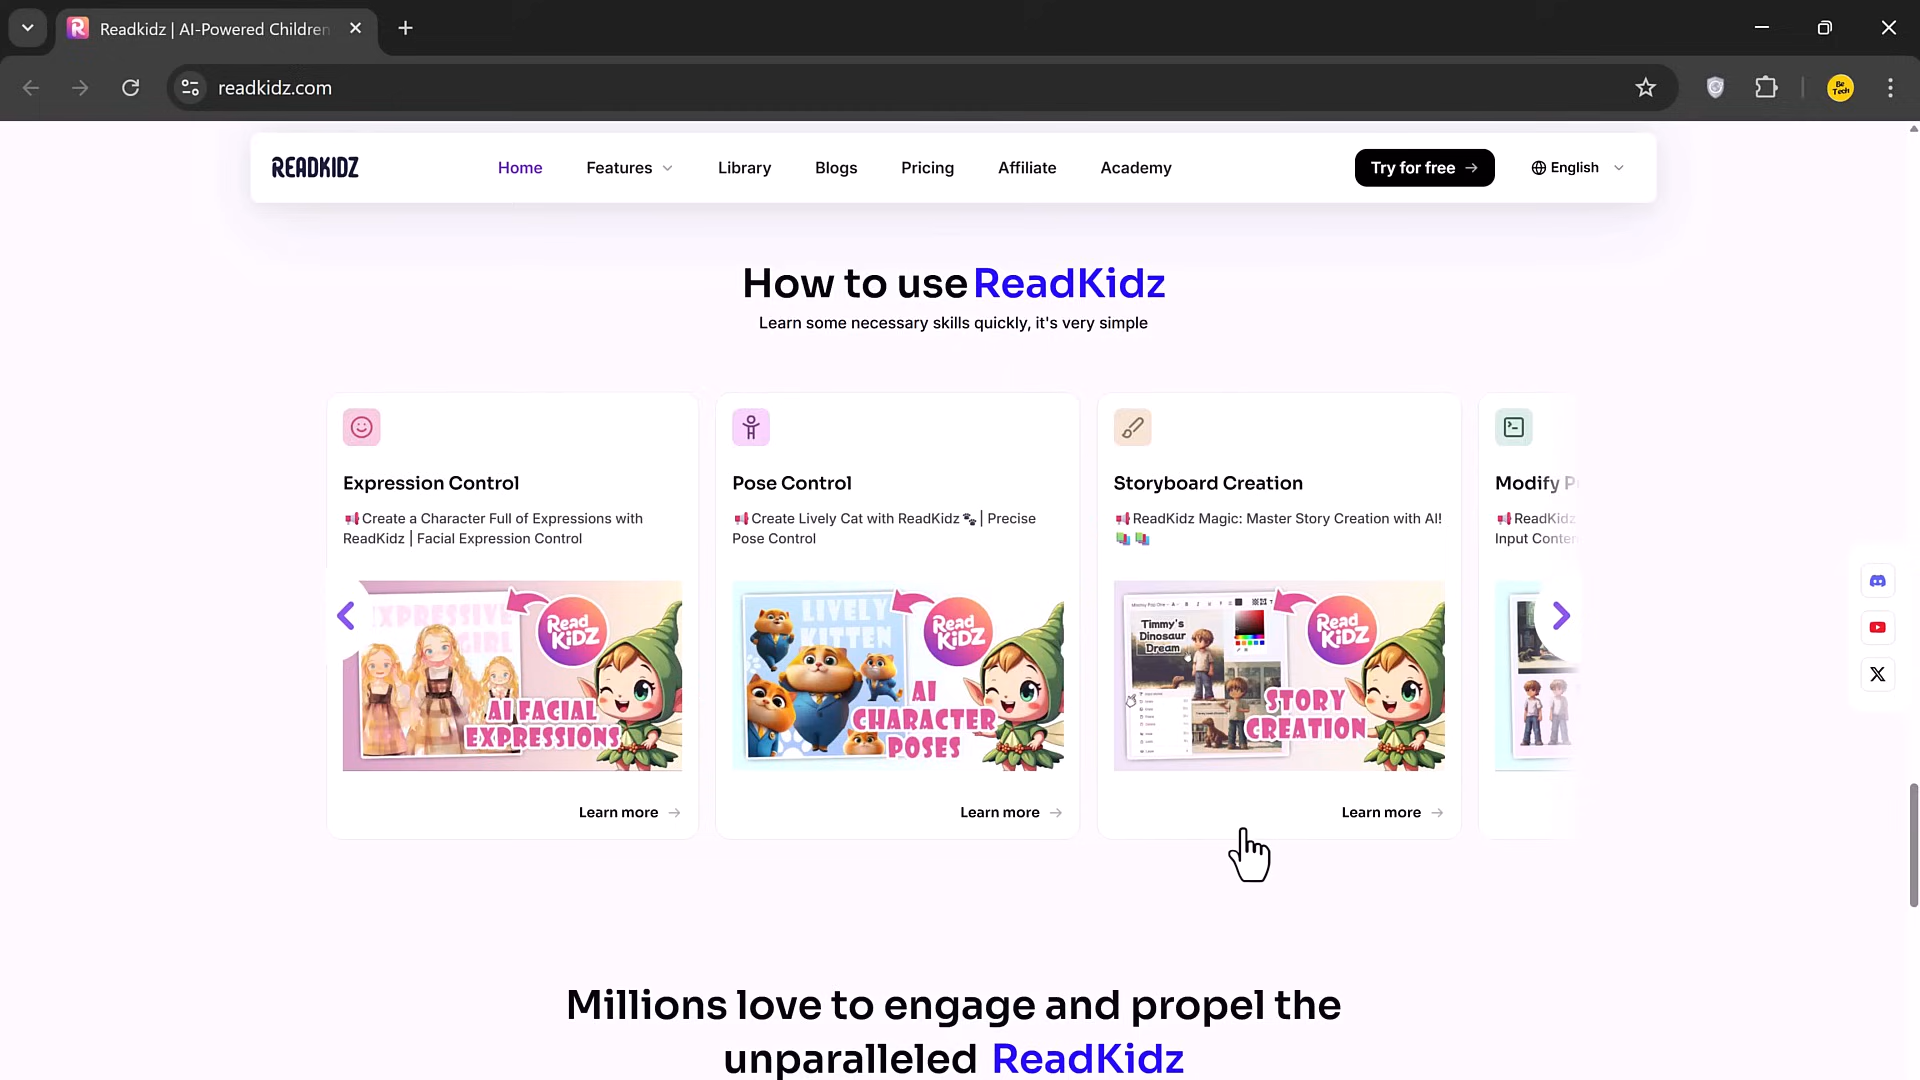 Readkidz | AI-Powered Children
readkidz.com
Be
Tech
READKIDZ
Home
Features
Library
Blogs
Pricing
Affiliate
Academy
Try for free →
English
How to use ReadKidz
Learn some necessary skills quickly, it's very simple
Expression Control
📢Create a Character Full of Expressions with
ReadKidz | Facial Expression Control
EXPRESSIVE
GIRL
Read
KiDZ
AI FACIAL
EXPRESSIONS
Learn more →
Pose Control
📢Create Lively Cat with ReadKidz🐾| Precise
Pose Control
LIVELY
KITTEN
Read
KiDZ
AI
CHARACTER
POSES
Learn more →
Storyboard Creation
📢ReadKidz Magic: Master Story Creation with AI!
Timmy's
Dinosaur
Dream
Read
KiDZ
STORY
CREATION
Learn more →
Modify P
📢ReadKidz
Input Conten
Millions love to engage and propel the
unparalleled ReadKidz